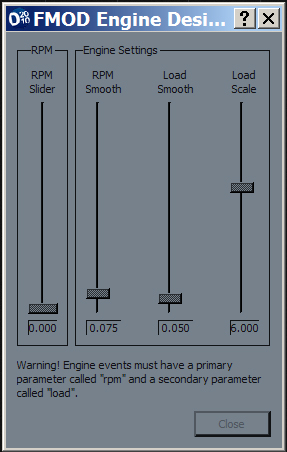 FMOD Engine Desi...
RPM
Engine Settings
RPM
Slider
RPM
Smooth
Load
Smooth
Load
Scale
0.000
0.075
0.050
6.000
Warning! Engine events must have a primary
parameter called "rpm" and a secondary parameter
called "load".
Close